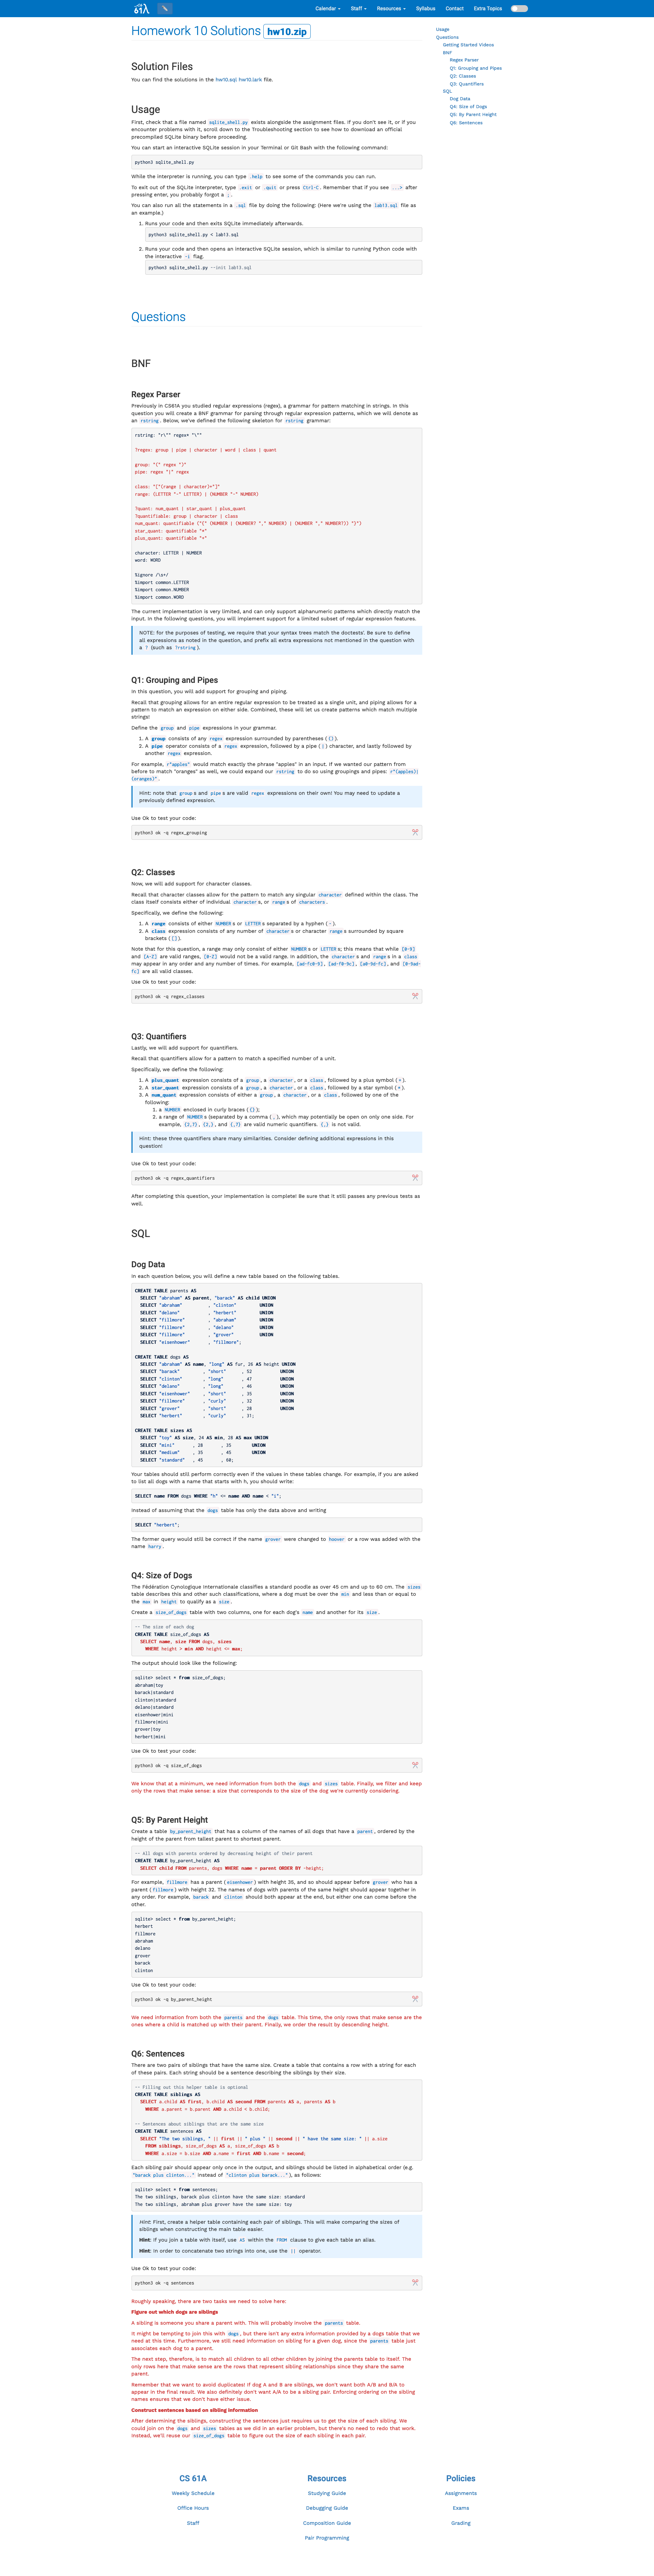 61A
Calendar
Staff
Resources
Syllabus
Contact
Extra Topics
Homework 10 Solutions hw10.zip
Solution Files
You can find the solutions in the hw10.sql hw10.lark file.
Usage
First, check that a file named sqlite_shell.py exists alongside the assignment files. If you don't see it, or if you
encounter problems with it, scroll down to the Troubleshooting section to see how to download an official
precompiled SQLite binary before proceeding.
You can start an interactive SQLite session in your Terminal or Git Bash with the following command:
python3 sqlite_shell.py
While the interpreter is running, you can type .help to see some of the commands you can run.
To exit out of the SQLite interpreter, type .exit or .quit or press Ctrl-C. Remember that if you see ...> after
pressing enter, you probably forgot a ;.
You can also run all the statements in a .sql file by doing the following: (Here we're using the lab13.sql file as
an example.)
1. Runs your code and then exits SQLite immediately afterwards.
python3 sqlite_shell.py < lab13.sql
2. Runs your code and then opens an interactive SQLite session, which is similar to running Python code with
the interactive -i flag.
python3 sqlite_shell.py --init lab13.sql
Questions
BNF
Regex Parser
Previously in CS61A you studied regular expressions (regex), a grammar for pattern matching in strings. In this
question you will create a BNF grammar for parsing through regular expression patterns, which we will denote as
an rstring. Below, we've defined the following skeleton for rstring grammar:
rstring: "r\"" regex* "\""
?regex: group | pipe | character | word | class | quant
group: "(" regex ")"
pipe: regex "|" regex
class: "["(range | character)+"]"
range: (LETTER "-" LETTER) | (NUMBER "-" NUMBER)
?quant: num_quant | star_quant | plus_quant
?quantifiable: group | character | class
num_quant: quantifiable ("{" (NUMBER | (NUMBER? "," NUMBER) | (NUMBER "," NUMBER?)) "}")
star_quant: quantifiable "*"
plus_quant: quantifiable "+"
character: LETTER | NUMBER
word: WORD
%ignore /\s+/
%import common.LETTER
%import common.NUMBER
%import common.WORD
The current implementation is very limited, and can only support alphanumeric patterns which directly match the
input. In the following questions, you will implement support for a limited subset of regular expression features.
NOTE: for the purposes of testing, we require that your syntax trees match the doctests'. Be sure to define
all expressions as noted in the question, and prefix all extra expressions not mentioned in the question with
a ? (such as ?rstring).
Q1: Grouping and Pipes
In this question, you will add support for grouping and piping.
Recall that grouping allows for an entire regular expression to be treated as a single unit, and piping allows for a
pattern to match an expression on either side. Combined, these will let us create patterns which match multiple
strings!
Define the group and pipe expressions in your grammar.
1. A group consists of any regex expression surrounded by parentheses (()).
2. A pipe operator consists of a regex expression, followed by a pipe (|) character, and lastly followed by
another regex expression.
For example, r"apples" would match exactly the phrase "apples" in an input. If we wanted our pattern from
before to match "oranges" as well, we could expand our rstring to do so using groupings and pipes: r"(apples)|
(oranges)".
Hint: note that groups and pipes are valid regex expressions on their own! You may need to update a
previously defined expression.
Use Ok to test your code:
python3 ok -q regex_grouping
Q2: Classes
Now, we will add support for character classes.
Recall that character classes allow for the pattern to match any singular character defined within the class. The
class itself consists either of individual characters, or ranges of characters.
Specifically, we define the following:
1. A range consists of either NUMBERs or LETTERs separated by a hyphen (-).
2. A class expression consists of any number of characters or character ranges surrounded by square
brackets ([]).
Note that for this question, a range may only consist of either NUMBERs or LETTERs; this means that while [0-9]
and [A-Z] are valid ranges, [0-Z] would not be a valid range. In addition, the characters and ranges in a class
may appear in any order and any number of times. For example, [ad-fc0-9], [ad-f0-9c], [a0-9d-fc], and [0-9ad-
fc] are all valid classes.
Use Ok to test your code:
python3 ok -q regex_classes
Q3: Quantifiers
Lastly, we will add support for quantifiers.
Recall that quantifiers allow for a pattern to match a specified number of a unit.
Specifically, we define the following:
1. A plus_quant expression consists of a group, a character, or a class, followed by a plus symbol (+).
2. A star_quant expression consists of a group, a character, or a class, followed by a star symbol (*).
3. A num_quant expression consists of either a group, a character, or a class, followed by one of the
following:
1. a NUMBER enclosed in curly braces ({}).
2. a range of NUMBERs (separated by a comma (,), which may potentially be open on only one side. For
example, {2,7}, {2,}, and {,7} are valid numeric quantifiers. {,} is not valid.
Hint: these three quantifiers share many similarities. Consider defining additional expressions in this
question!
Use Ok to test your code:
python3 ok -q regex_quantifiers
After completing this question, your implementation is complete! Be sure that it still passes any previous tests as
well.
SQL
Dog Data
In each question below, you will define a new table based on the following tables.
CREATE TABLE parents AS
SELECT "abraham" AS parent, "barack" AS child UNION
SELECT "abraham" , "clinton" UNION
SELECT "delano" , "herbert" UNION
SELECT "fillmore" , "abraham" UNION
SELECT "fillmore" , "delano" UNION
SELECT "fillmore" , "grover" UNION
SELECT "eisenhower" , "fillmore";
CREATE TABLE dogs AS
SELECT "abraham" AS name, "long" AS fur, 26 AS height UNION
SELECT "barack" , "short" , 52 UNION
SELECT "clinton" , "long" , 47 UNION
SELECT "delano" , "long" , 46 UNION
SELECT "eisenhower" , "short" , 35 UNION
SELECT "fillmore" , "curly" , 32 UNION
SELECT "grover" , "short" , 28 UNION
SELECT "herbert" , "curly" , 31;
CREATE TABLE sizes AS
SELECT "toy" AS size, 24 AS min, 28 AS max UNION
SELECT "mini" , 28 , 35 UNION
SELECT "medium" , 35 , 45 UNION
SELECT "standard" , 45 , 60;
Your tables should still perform correctly even if the values in these tables change. For example, if you are asked
to list all dogs with a name that starts with h, you should write:
SELECT name FROM dogs WHERE "h" <= name AND name < "i";
Instead of assuming that the dogs table has only the data above and writing
SELECT "herbert";
The former query would still be correct if the name grover were changed to hoover or a row was added with the
name harry.
Q4: Size of Dogs
The Fédération Cynologique Internationale classifies a standard poodle as over 45 cm and up to 60 cm. The sizes
table describes this and other such classifications, where a dog must be over the min and less than or equal to
the max in height to qualify as a size.
Create a size_of_dogs table with two columns, one for each dog's name and another for its size.
-- The size of each dog
CREATE TABLE size_of_dogs AS
SELECT name, size FROM dogs, sizes
WHERE height > min AND height <= max;
The output should look like the following:
sqlite> select * from size_of_dogs;
abraham|toy
barack|standard
clinton|standard
delano|standard
eisenhower|mini
fillmore|mini
grover|toy
herbert|mini
Use Ok to test your code:
python3 ok -q size_of_dogs
We know that at a minimum, we need information from both the dogs and sizes table. Finally, we filter and keep
only the rows that make sense: a size that corresponds to the size of the dog we're currently considering.
Q5: By Parent Height
Create a table by_parent_height that has a column of the names of all dogs that have a parent, ordered by the
height of the parent from tallest parent to shortest parent.
-- All dogs with parents ordered by decreasing height of their parent
CREATE TABLE by_parent_height AS
SELECT child FROM parents, dogs WHERE name = parent ORDER BY -height;
For example, fillmore has a parent (eisenhower) with height 35, and so should appear before grover who has a
parent (fillmore) with height 32. The names of dogs with parents of the same height should appear together in
any order. For example, barack and clinton should both appear at the end, but either one can come before the
other.
sqlite> select * from by_parent_height;
herbert
fillmore
abraham
delano
grover
barack
clinton
Use Ok to test your code:
python3 ok -q by_parent_height
We need information from both the parents and the dogs table. This time, the only rows that make sense are the
ones where a child is matched up with their parent. Finally, we order the result by descending height.
Q6: Sentences
There are two pairs of siblings that have the same size. Create a table that contains a row with a string for each
of these pairs. Each string should be a sentence describing the siblings by their size.
-- Filling out this helper table is optional
CREATE TABLE siblings AS
SELECT a.child AS first, b.child AS second FROM parents AS a, parents AS b
WHERE a.parent = b.parent AND a.child < b.child;
-- Sentences about siblings that are the same size
CREATE TABLE sentences AS
SELECT "The two siblings, " || first || " plus " || second || " have the same size: " || a.size
FROM siblings, size_of_dogs AS a, size_of_dogs AS b
WHERE a.size = b.size AND a.name = first AND b.name = second;
Each sibling pair should appear only once in the output, and siblings should be listed in alphabetical order (e.g.
"barack plus clinton..." instead of "clinton plus barack..."), as follows:
sqlite> select * from sentences;
The two siblings, barack plus clinton have the same size: standard
The two siblings, abraham plus grover have the same size: toy
Hint: First, create a helper table containing each pair of siblings. This will make comparing the sizes of
siblings when constructing the main table easier.
Hint: If you join a table with itself, use AS within the FROM clause to give each table an alias.
Hint: In order to concatenate two strings into one, use the || operator.
Use Ok to test your code:
python3 ok -q sentences
Roughly speaking, there are two tasks we need to solve here:
Figure out which dogs are siblings
A sibling is someone you share a parent with. This will probably involve the parents table.
It might be tempting to join this with dogs, but there isn't any extra information provided by a dogs table that we
need at this time. Furthermore, we still need information on sibling for a given dog, since the parents table just
associates each dog to a parent.
The next step, therefore, is to match all children to all other children by joining the parents table to itself. The
only rows here that make sense are the rows that represent sibling relationships since they share the same
parent.
Remember that we want to avoid duplicates! If dog A and B are siblings, we don't want both A/B and B/A to
appear in the final result. We also definitely don't want A/A to be a sibling pair. Enforcing ordering on the sibling
names ensures that we don't have either issue.
Construct sentences based on sibling information
After determining the siblings, constructing the sentences just requires us to get the size of each sibling. We
could join on the dogs and sizes tables as we did in an earlier problem, but there's no need to redo that work.
Instead, we'll reuse our size_of_dogs table to figure out the size of each sibling in each pair.
Usage
Questions
Getting Started Videos
BNF
Regex Parser
Q1: Grouping and Pipes
Q2: Classes
Q3: Quantifiers
SQL
Dog Data
Q4: Size of Dogs
Q5: By Parent Height
Q6: Sentences
CS 61A
Weekly Schedule
Office Hours
Staff
Resources
Studying Guide
Debugging Guide
Composition Guide
Pair Programming
Policies
Assignments
Exams
Grading